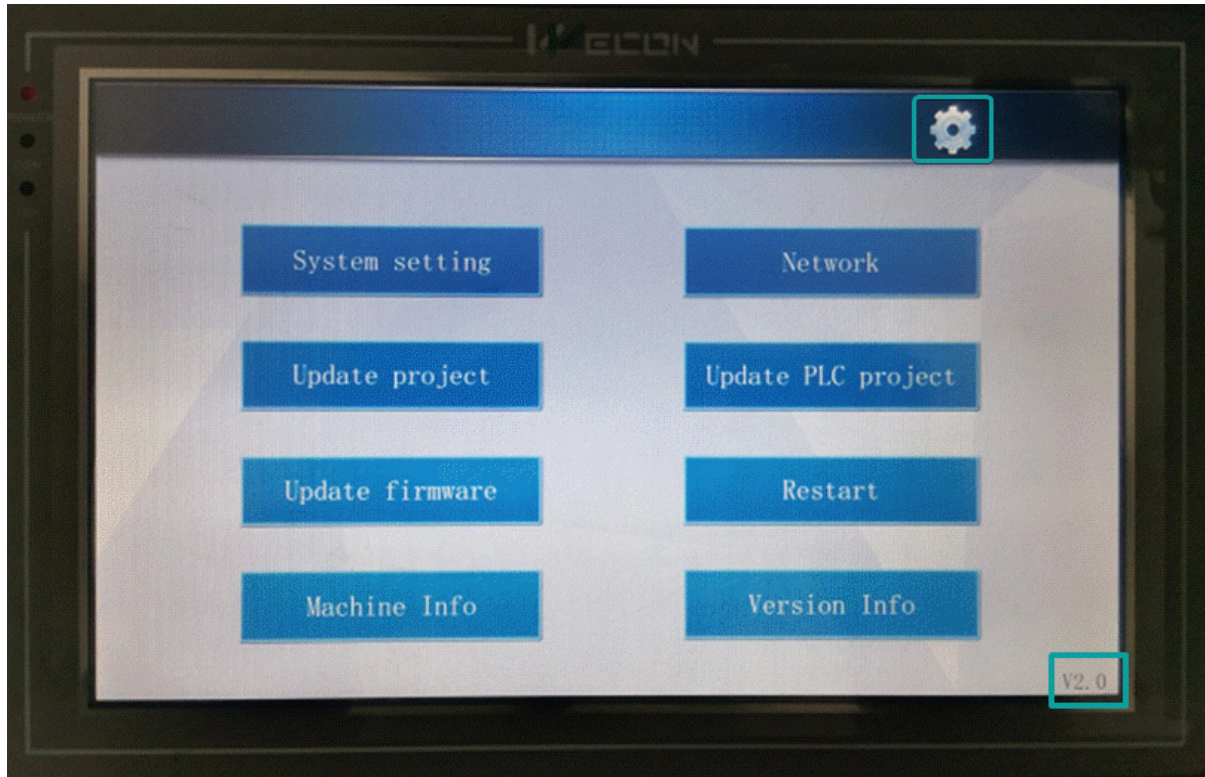 WECON
System setting
Network
Update project
Update PLC project
Update firmware
Restart
Machine Info
Version Info
V2.0